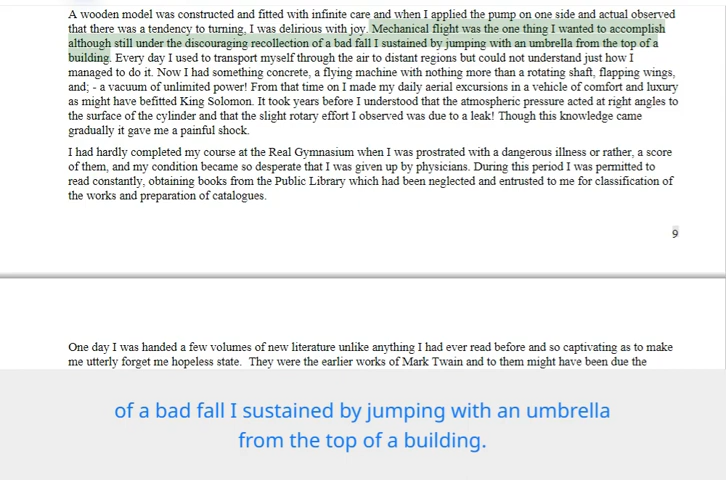 A wooden model was constructed and fitted with infinite care and when I applied the pump on one side and actual observed
that there was a tendency to turning, I was delirious with joy. Mechanical flight was the one thing I wanted to accomplish
although still under the discouraging recollection of a bad fall I sustained by jumping with an umbrella from the top of a
building. Every day I used to transport myself through the air to distant regions but could not understand just how I
managed to do it. Now I had something concrete, a flying machine with nothing more than a rotating shaft, flapping wings,
and; - a vacuum of unlimited power! From that time on I made my daily aerial excursions in a vehicle of comfort and luxury
as might have befitted King Solomon. It took years before I understood that the atmospheric pressure acted at right angles to
the surface of the cylinder and that the slight rotary effort I observed was due to a leak! Though this knowledge came
gradually it gave me a painful shock.
I had hardly completed my course at the Real Gymnasium when I was prostrated with a dangerous illness or rather, a score
of them, and my condition became so desperate that I was given up by physicians. During this period I was permitted to
read constantly, obtaining books from the Public Library which had been neglected and entrusted to me for classification of
the works and preparation of catalogues.
9
One day I was handed a few volumes of new literature unlike anything I had ever read before and so captivating as to make
me utterly forget me hopeless state. They were the earlier works of Mark Twain and to them might have been due the
of a bad fall I sustained by jumping with an umbrella
from the top of a building.